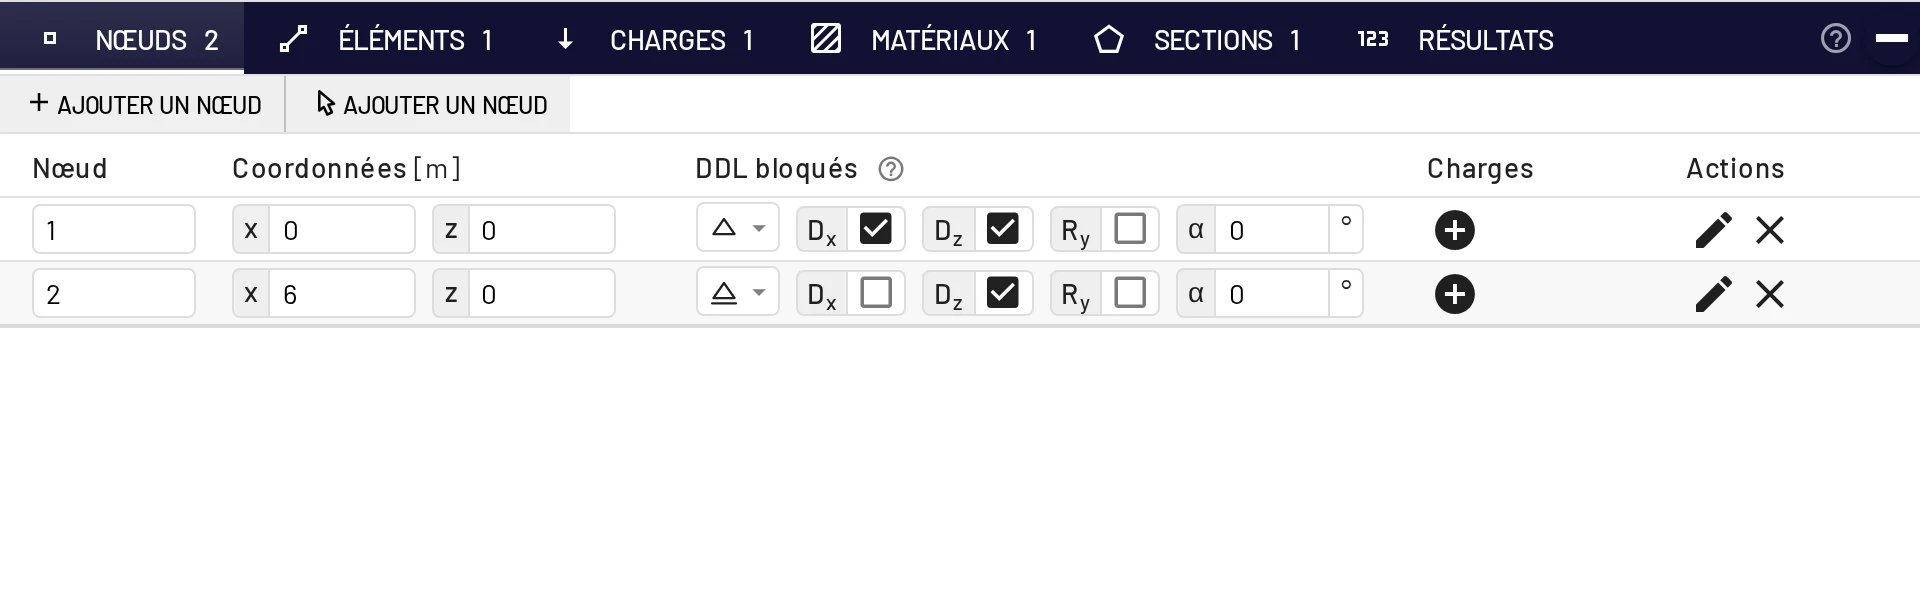 NŒUDS 2 ÉLÉMENTS 1 CHARGES 1 MATÉRIAUX 1 SECTIONS 1 123 RÉSULTATS ?
+ AJOUTER UN NŒUD AJOUTER UN NŒUD
Nœud Coordonnées [m] DDL bloqués ? Charges Actions
1 x 0 z 0 Dx Dz Ry α 0 °
2 x 6 z 0 Dx Dz Ry α 0 °